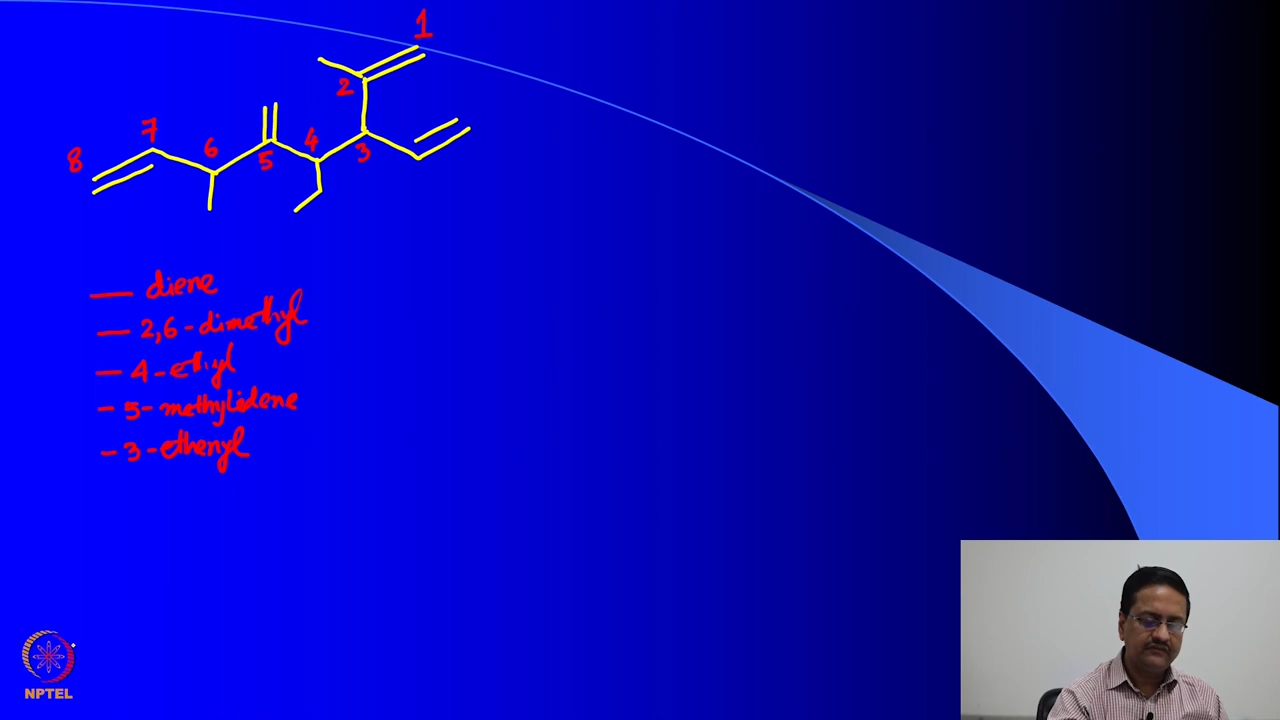 1
2
7
4
6
3
8
5
— diene
— 2,6-dimethyl
— 4-ethyl
- 5-methylidene
- 3-ethenyl
NPTEL